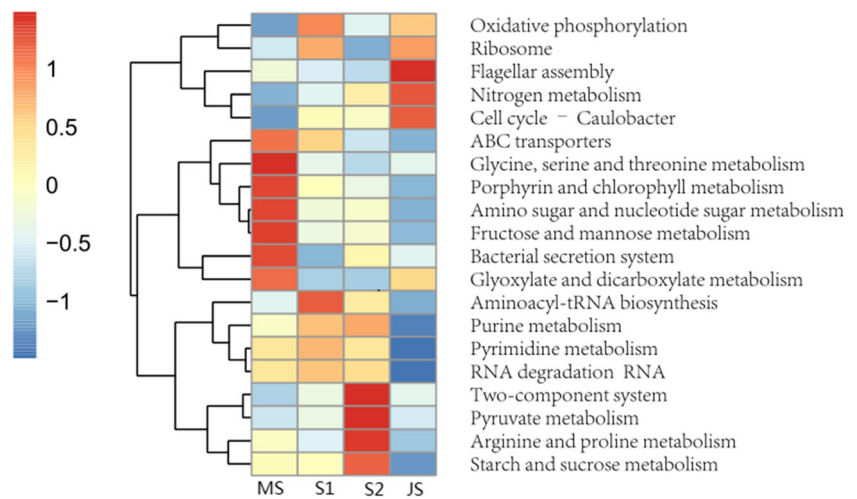 1
0.5
0
−0.5
−1
Oxidative phosphorylation
Ribosome
Flagellar assembly
Nitrogen metabolism
Cell cycle － Caulobacter
ABC transporters
Glycine, serine and threonine metabolism
Porphyrin and chlorophyll metabolism
Amino sugar and nucleotide sugar metabolism
Fructose and mannose metabolism
Bacterial secretion system
Glyoxylate and dicarboxylate metabolism
Aminoacyl-tRNA biosynthesis
Purine metabolism
Pyrimidine metabolism
RNA degradation RNA
Two-component system
Pyruvate metabolism
Arginine and proline metabolism
Starch and sucrose metabolism
MS S1 S2 JS